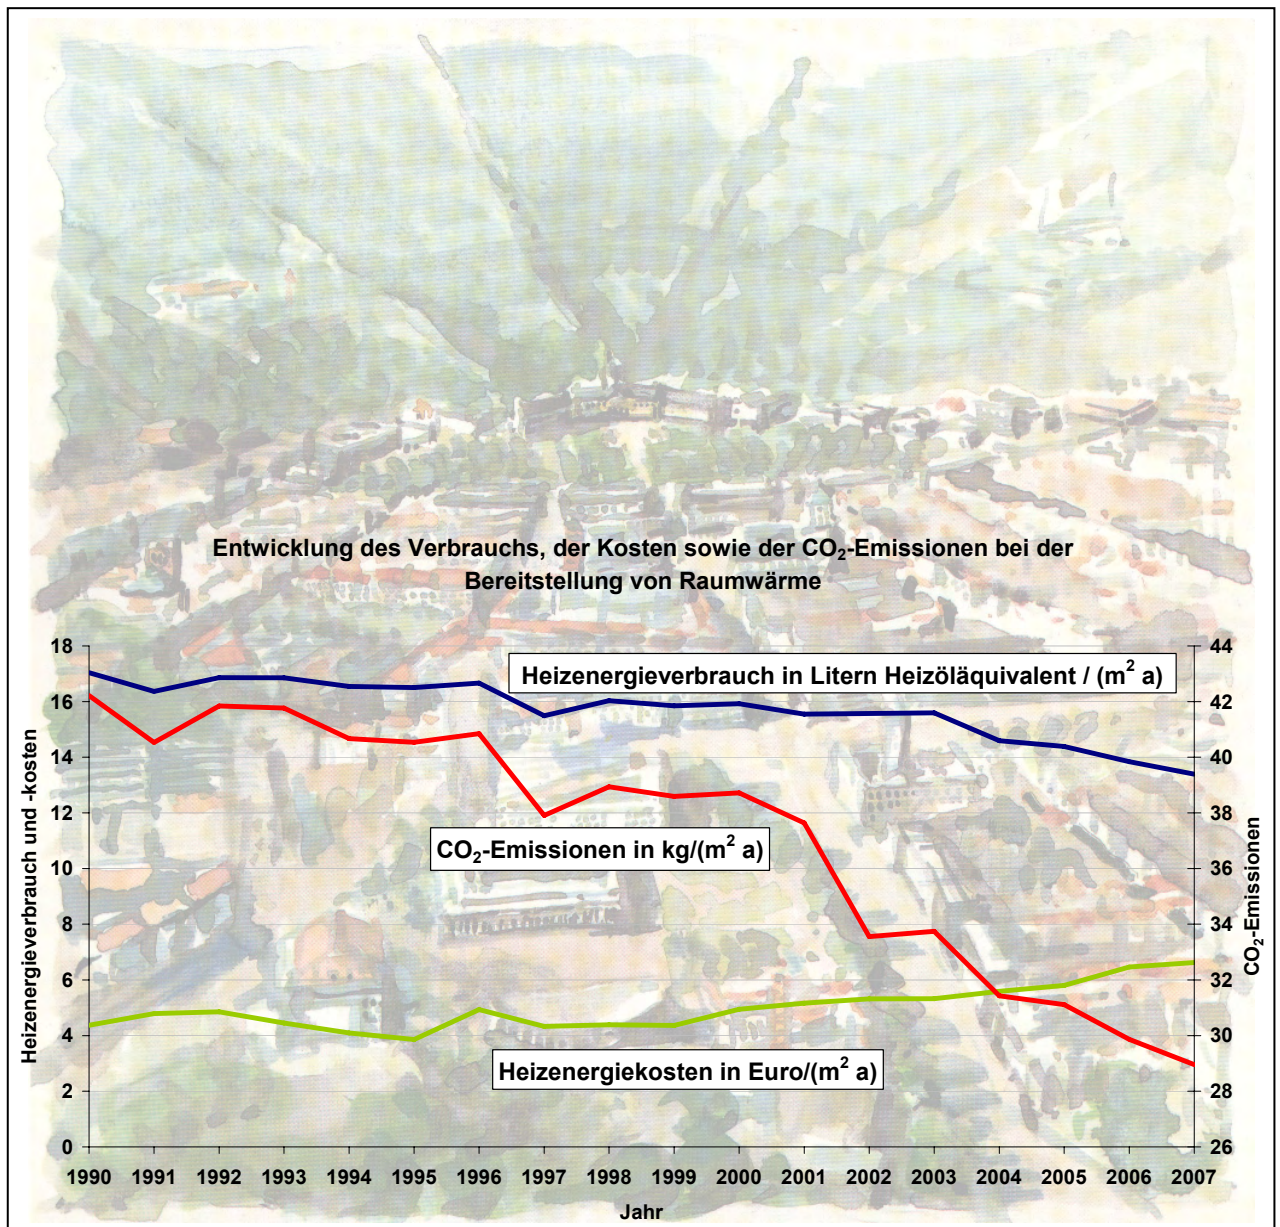 Entwicklung des Verbrauchs, der Kosten sowie der CO₂-Emissionen bei der
Bereitstellung von Raumwärme
Heizenergieverbrauch und -kosten
18
16
14
12
10
8
6
4
2
0
Heizenergieverbrauch in Litern Heizöläquivalent / (m² a)
CO₂-Emissionen in kg/(m² a)
Heizenergiekosten in Euro/(m² a)
44
42
40
38
36
34
32
30
28
26
CO₂-Emissionen
1990 1991 1992 1993 1994 1995 1996 1997 1998 1999 2000 2001 2002 2003 2004 2005 2006 2007
Jahr